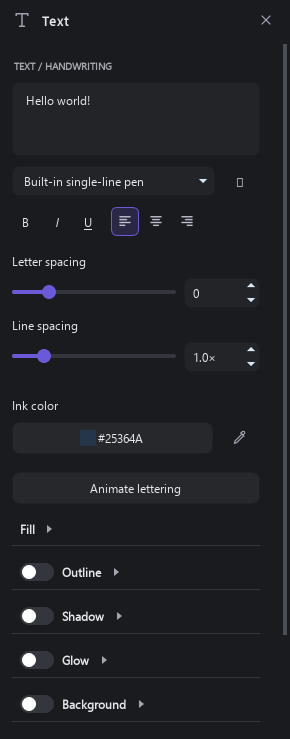 Text
TEXT / HANDWRITING
Hello world!
Built-in single-line pen
B I U
Letter spacing
0
Line spacing
1.0×
Ink color
#25364A
Animate lettering
Fill
Outline
Shadow
Glow
Background